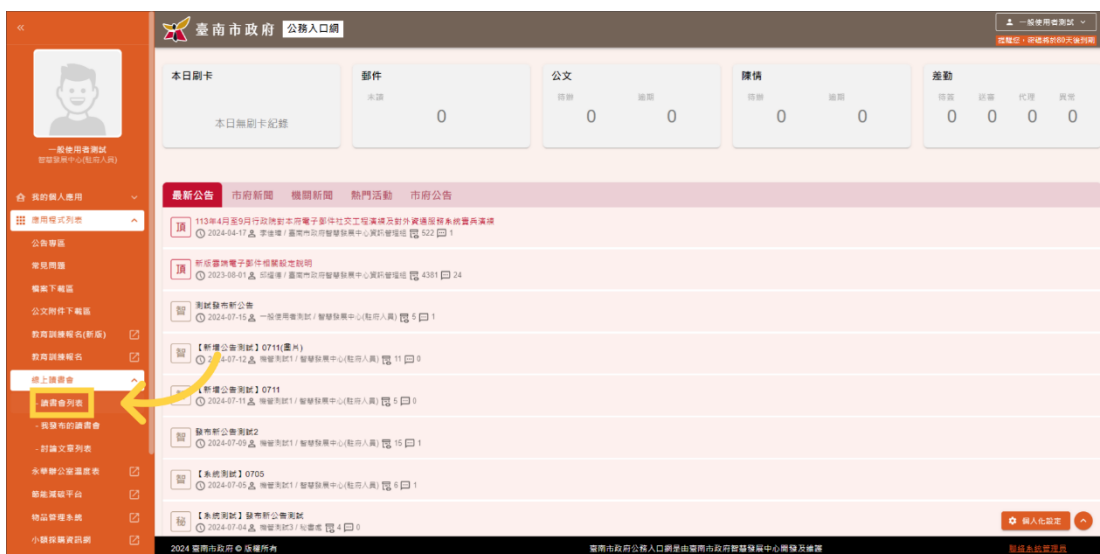 臺南市政府 公務入口網
一般使用者測試
提醒您，密碼將於60天後到期
一般使用者測試
智慧發展中心(駐府人員)
我的個人應用
應用程式列表
公告專區
常見問題
檔案下載區
公文附件下載區
教育訓練報名(新版)
教育訓練報名
線上讀書會
- 讀書會列表
- 我發布的讀書會
- 討論文章列表
永華辦公室溫度表
節能減碳平台
物品管理系統
小額採購資訊網
本日刷卡
本日無刷卡紀錄
郵件
未讀
0
公文
待辦 逾期
0 0
陳情
待辦 逾期
0 0
差勤
待簽 送簽 代理 異常
0 0 0 0
最新公告 市府新聞 機關新聞 熱門活動 市府公告
頂 113年4月至9月行政院對本府電子郵件社交工程演練及對外資通服務系統實兵演練
2024-04-17 李佳璋 / 臺南市政府智慧發展中心資訊管理組 522 1
頂 新版雲端電子郵件相關設定說明
2023-08-01 / 臺南市政府智慧發展中心資訊管理組 4381 24
智 測試發布新公告
2024-07-15 一般使用者測試 / 智慧發展中心(駐府人員) 5 1
智 【新增公告測試】0711(圖片)
2024-07-12 機管測試1 / 智慧發展中心(駐府人員) 11 0
【新增公告測試】0711
2024-07-11 機管測試1 / 智慧發展中心(駐府人員) 5 0
智 發布新公告測試2
2024-07-09 機管測試1 / 智慧發展中心(駐府人員) 15 1
智 【系統測試】0705
2024-07-05 機管測試1 / 智慧發展中心(駐府人員) 6 1
秘 【系統測試】發布新公告測試
2024-07-04 機管測試3 / 秘書處 4 0
個人化設定
2024 臺南市政府 © 版權所有
臺南市政府公務入口網是由臺南市政府智慧發展中心開發及維護
聯絡系統管理員